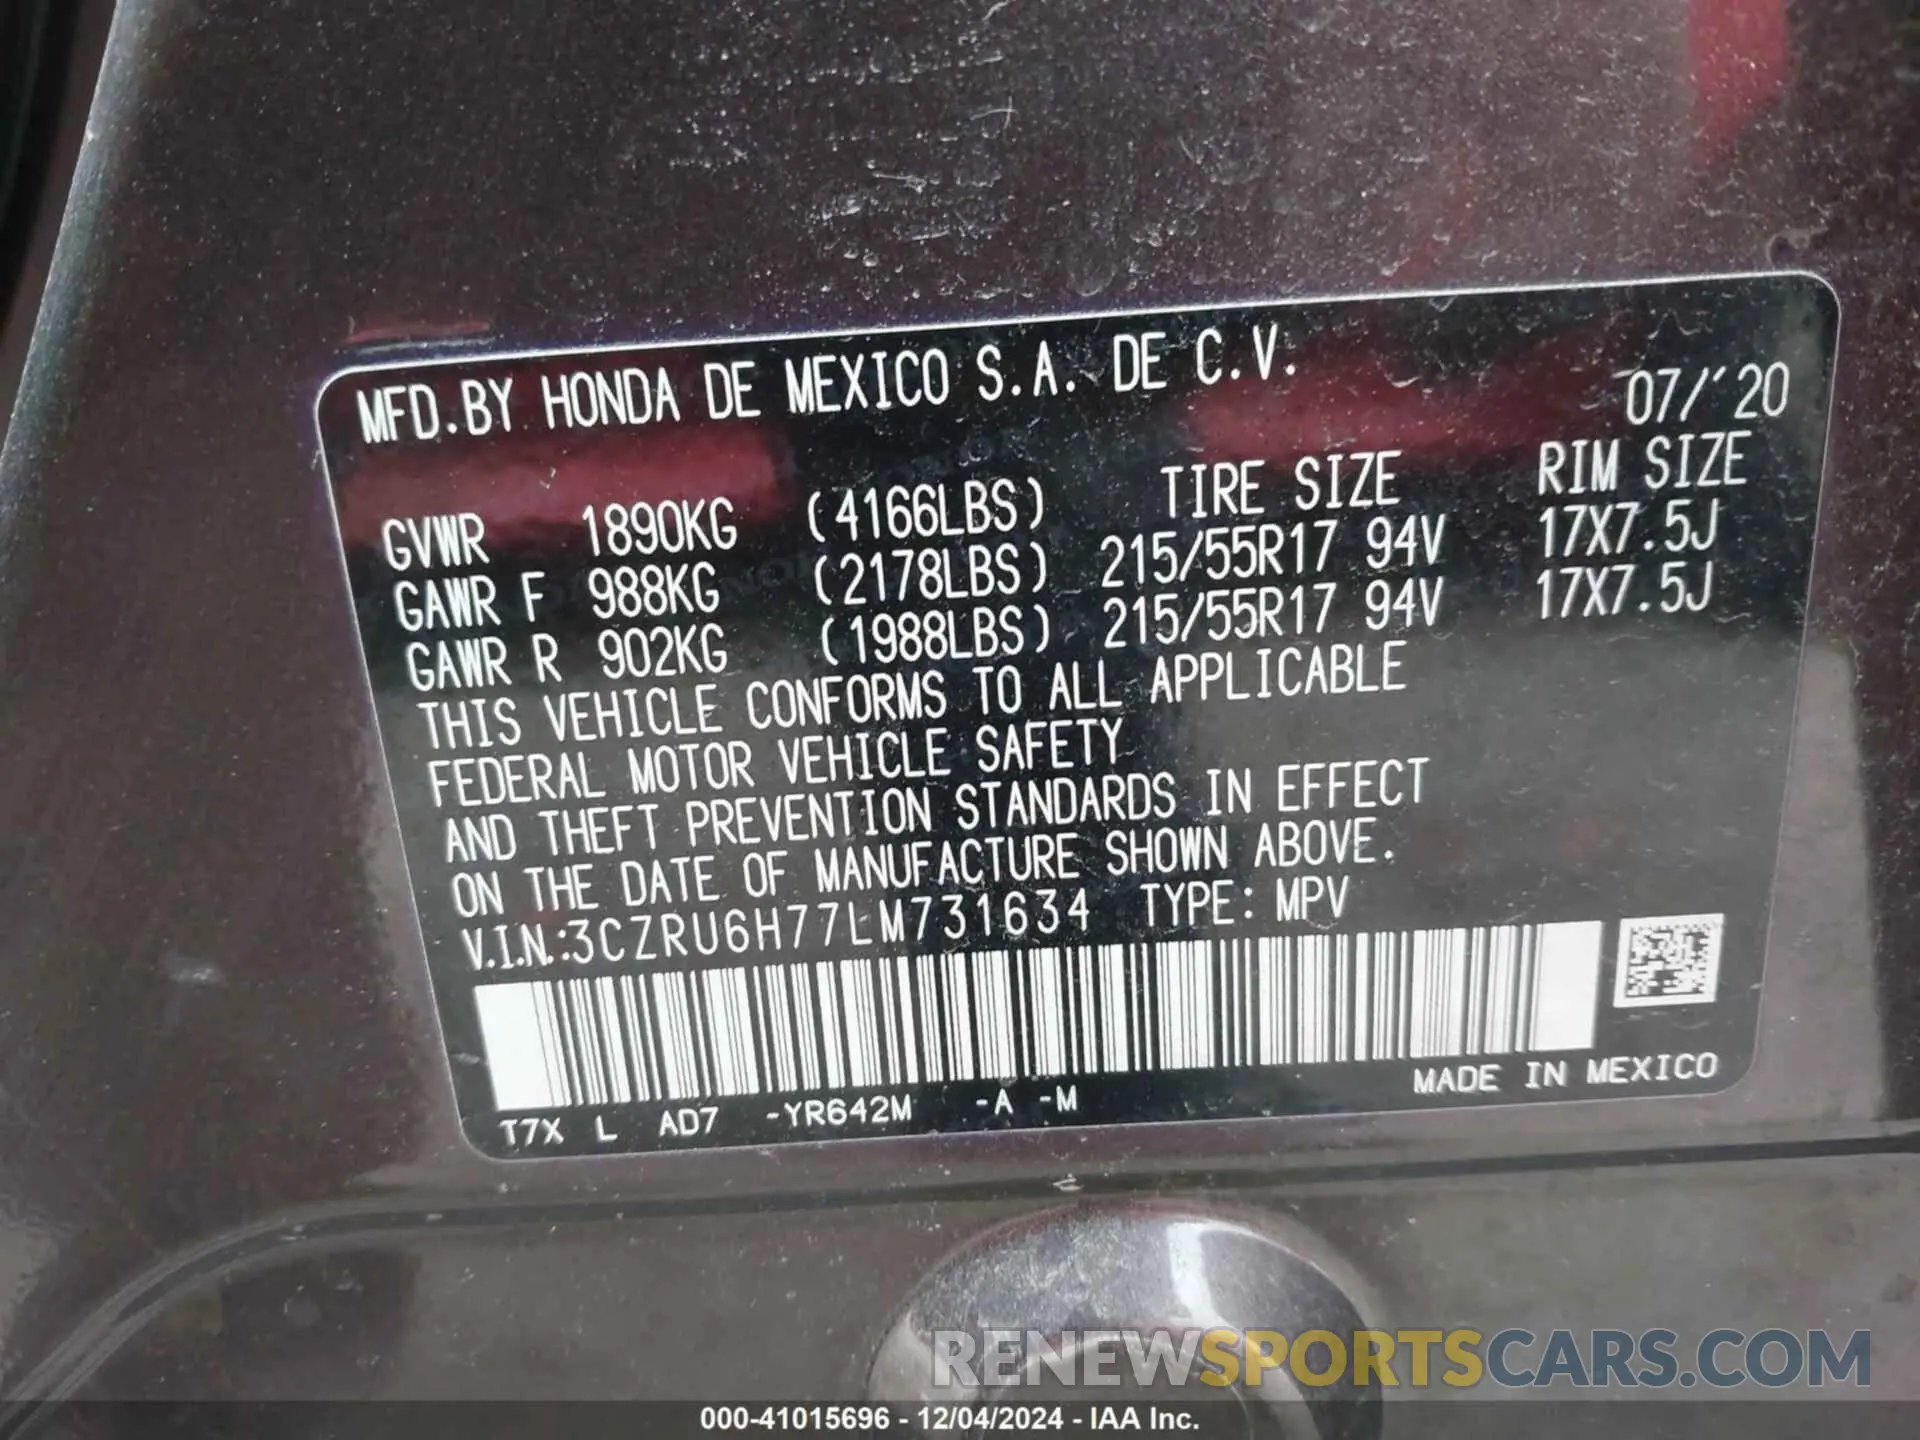 MFD.BY HONDA DE MEXICO S.A. DE C.V.
07/'20
GVWR 1890KG (4166LBS) TIRE SIZE RIM SIZE
GAWR F 988KG (2178LBS) 215/55R17 94V 17X7.5J
GAWR R 902KG (1988LBS) 215/55R17 94V 17X7.5J
THIS VEHICLE CONFORMS TO ALL APPLICABLE
FEDERAL MOTOR VEHICLE SAFETY
AND THEFT PREVENTION STANDARDS IN EFFECT
ON THE DATE OF MANUFACTURE SHOWN ABOVE.
V.I.N.:3CZRU6H77LM731634 TYPE: MPV
MADE IN MEXICO
T7X L AD7 -YR642M -A -M
RENEWSPORTSCARS.COM
000-41015696 - 12/04/2024 - IAA Inc.